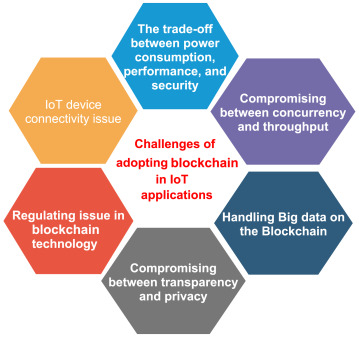 The trade-off
between power
consumption,
performance, and
security
IoT device
connectivity issue
Compromising
between concurrency
and throughput
Challenges of
adopting blockchain
in IoT
applications
Regulating issue in
blockchain
technology
Handling Big data on
the Blockchain
Compromising
between transparency
and privacy